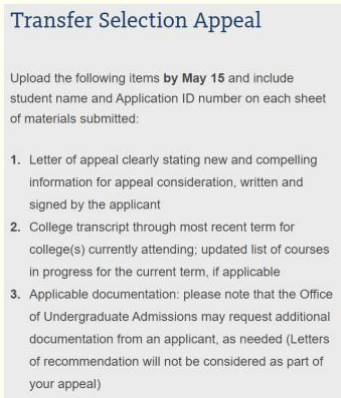 Transfer Selection Appeal
Upload the following items by May 15 and include
student name and Application ID number on each sheet
of materials submitted:
1. Letter of appeal clearly stating new and compelling
information for appeal consideration, written and
signed by the applicant
2. College transcript through most recent term for
college(s) currently attending; updated list of courses
in progress for the current term, if applicable
3. Applicable documentation: please note that the Office
of Undergraduate Admissions may request additional
documentation from an applicant, as needed (Letters
of recommendation will not be considered as part of
your appeal)